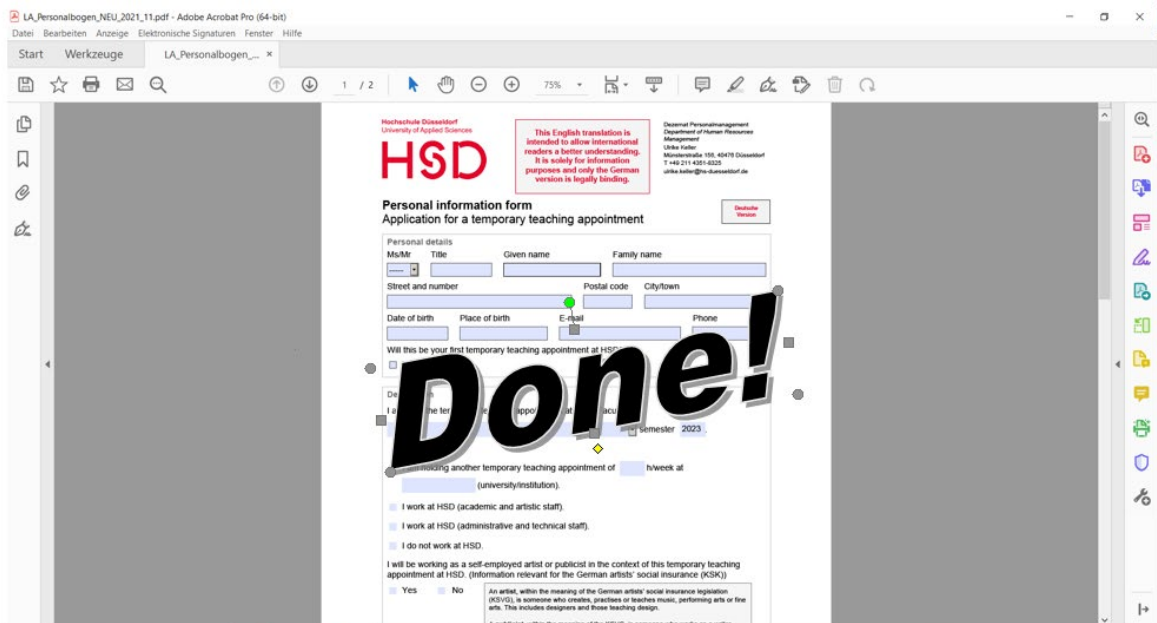 LA_Personalbogen_NEU_2021_11.pdf - Adobe Acrobat Pro (64-bit)
Datei Bearbeiten Anzeige Elektronische Signaturen Fenster Hilfe
Start Werkzeuge LA_Personalbogen_... ×
1 / 2 75%
Hochschule Düsseldorf
University of Applied Sciences
HSD
This English translation is
intended to allow international
readers a better understanding.
It is solely for information
purposes and only the German
version is legally binding.
Dezernat Personalmanagement
Department of Human Resources
Management
Ulrike Keller
Münsterstraße 156, 40476 Düsseldorf
T +49 211 4351-8325
ulrike.keller@hs-duesseldorf.de
Personal information form
Application for a temporary teaching appointment
Deutsche
Version
Personal details
Ms/Mr Title Given name Family name
Street and number Postal code City/town
Date of birth Place of birth E-mail Phone
Will this be your first temporary teaching appointment at HSD
Done!
semester 2023 .
holding another temporary teaching appointment of h/week at
(university/institution).
I work at HSD (academic and artistic staff).
I work at HSD (administrative and technical staff).
I do not work at HSD.
I will be working as a self-employed artist or publicist in the context of this temporary teaching
appointment at HSD. (Information relevant for the German artists' social insurance (KSK))
Yes No
An artist, within the meaning of the German artists' social insurance legislation
(KSVG), is someone who creates, practises or teaches music, performing arts or fine
arts. This includes designers and those teaching design.